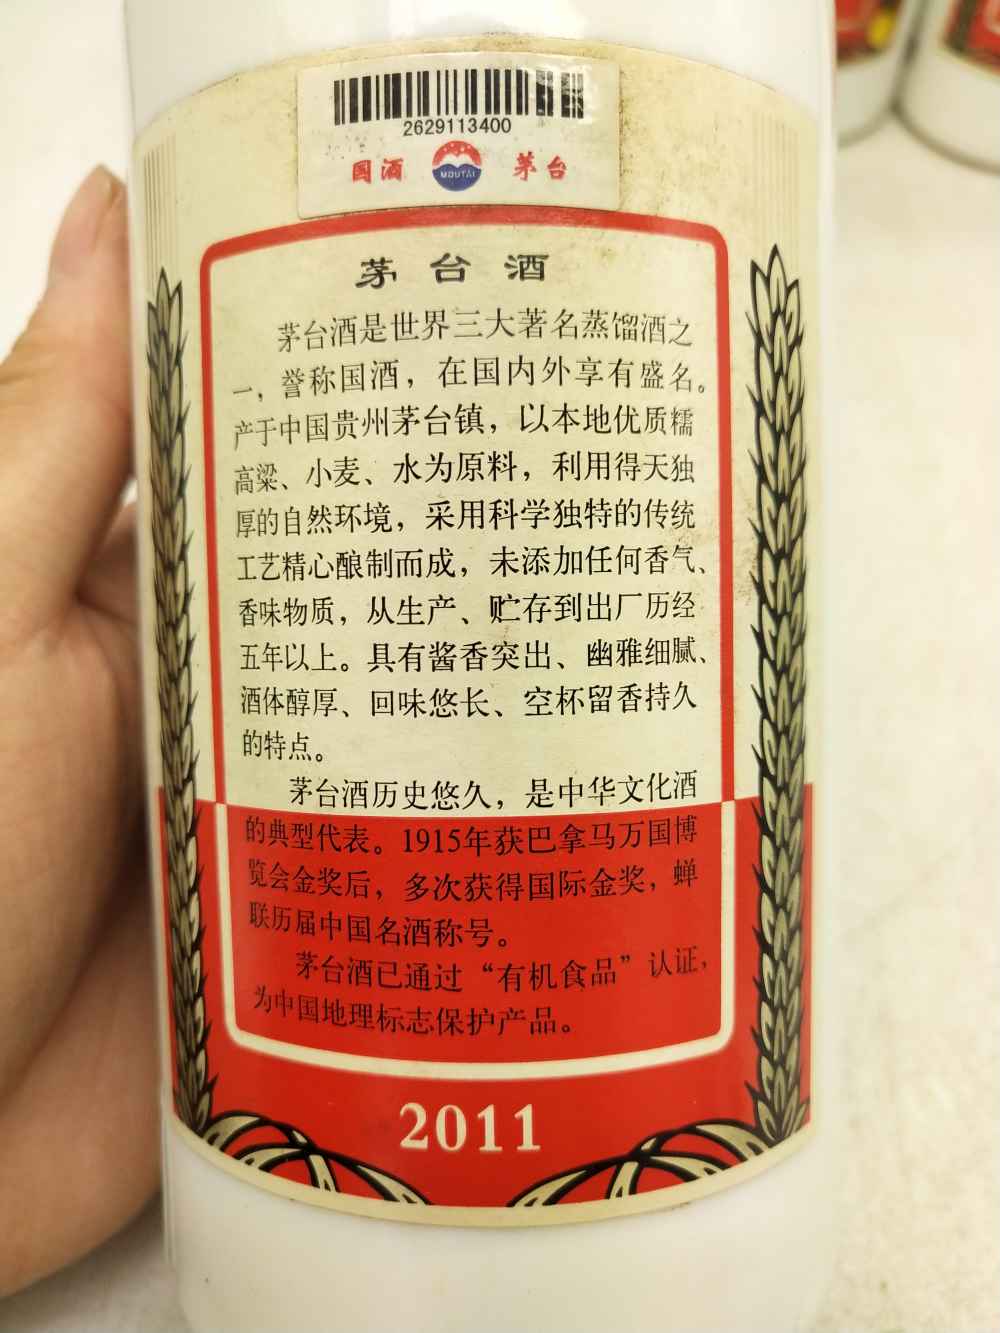 2629113400
国酒 MOUTAI 茅台
茅台酒
茅台酒是世界三大著名蒸馏酒之
一，誉称国酒，在国内外享有盛名。
产于中国贵州茅台镇，以本地优质糯
高粱、小麦、水为原料，利用得天独
厚的自然环境，采用科学独特的传统
工艺精心酿制而成，未添加任何香气、
香味物质，从生产、贮存到出厂历经
五年以上。具有酱香突出、幽雅细腻、
酒体醇厚、回味悠长、空杯留香持久
的特点。
茅台酒历史悠久，是中华文化酒
的典型代表。1915年获巴拿马万国博
览会金奖后，多次获得国际金奖，蝉
联历届中国名酒称号。
茅台酒已通过“有机食品”认证，
为中国地理标志保护产品。
2011